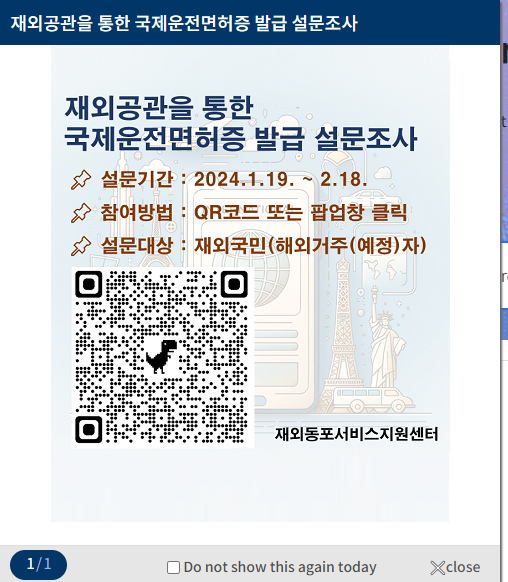 재외공관을 통한 국제운전면허증 발급 설문조사
재외공관을 통한
국제운전면허증 발급 설문조사
설문기간 : 2024.1.19. ~ 2.18.
참여방법 : QR코드 또는 팝업창 클릭
설문대상 : 재외국민(해외거주(예정)자)
재외동포서비스지원센터
1/1
Do not show this again today
close